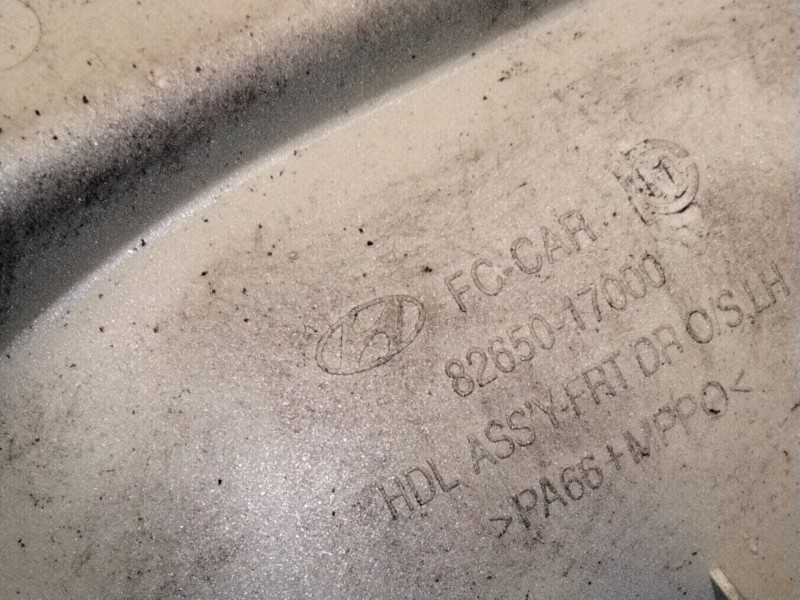 FC-CAR
82650-17000
HDL ASS'Y-FRT DR O/S,LH
>PA66+MPPO<